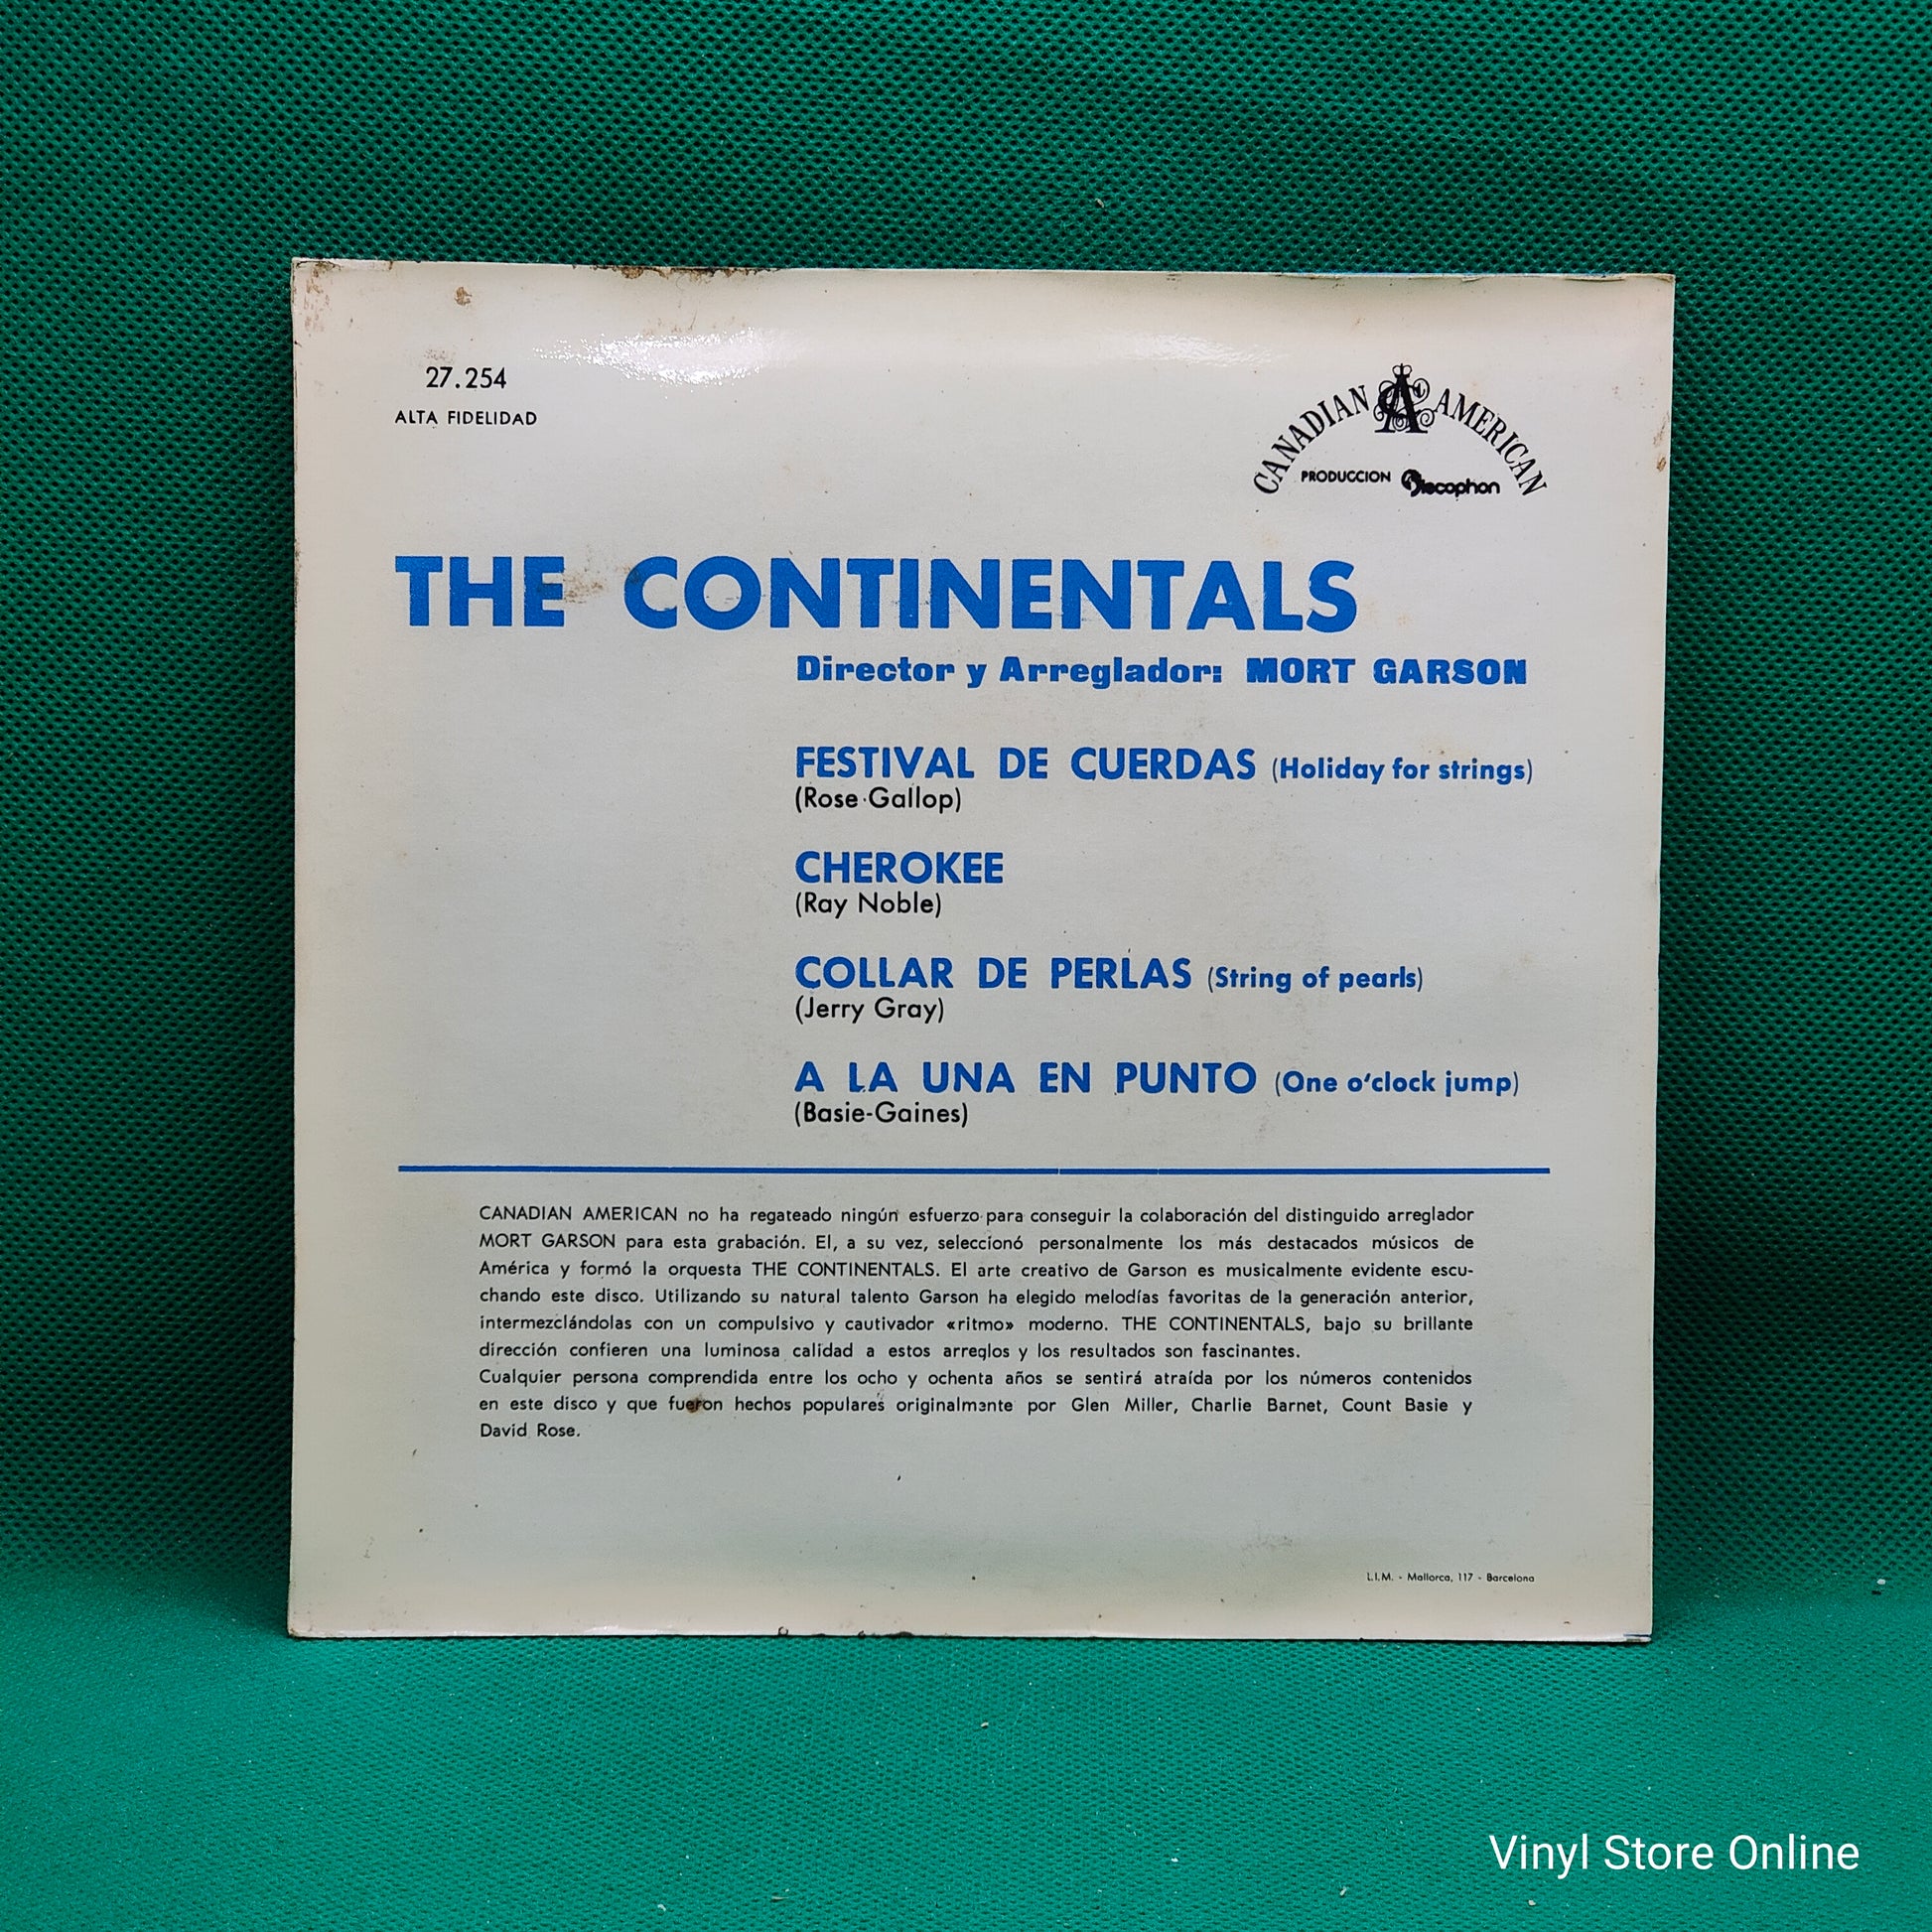 27.254
ALTA FIDELIDAD
CANADIAN CA AMERICAN
PRODUCCION Discophon
THE CONTINENTALS
Director y Arreglador: MORT GARSON
FESTIVAL DE CUERDAS (Holiday for strings)
(Rose-Gallop)
CHEROKEE
(Ray Noble)
COLLAR DE PERLAS (String of pearls)
(Jerry Gray)
A LA UNA EN PUNTO (One o'clock jump)
(Basie-Gaines)
CANADIAN AMERICAN no ha regateado ningún esfuerzo para conseguir la colaboración del distinguido arreglador
MORT GARSON para esta grabación. El, a su vez, seleccionó personalmente los más destacados músicos de
América y formó la orquesta THE CONTINENTALS. El arte creativo de Garson es musicalmente evidente escu-
chando este disco. Utilizando su natural talento Garson ha elegido melodías favoritas de la generación anterior,
intermezclándolas con un compulsivo y cautivador «ritmo» moderno. THE CONTINENTALS, bajo su brillante
dirección confieren una luminosa calidad a estos arreglos y los resultados son fascinantes.
Cualquier persona comprendida entre los ocho y ochenta años se sentirá atraída por los números contenidos
en este disco y que fueron hechos populares originalmente por Glen Miller, Charlie Barnet, Count Basie y
David Rose.
L.I.M. - Mallorca, 117 - Barcelona
Vinyl Store Online